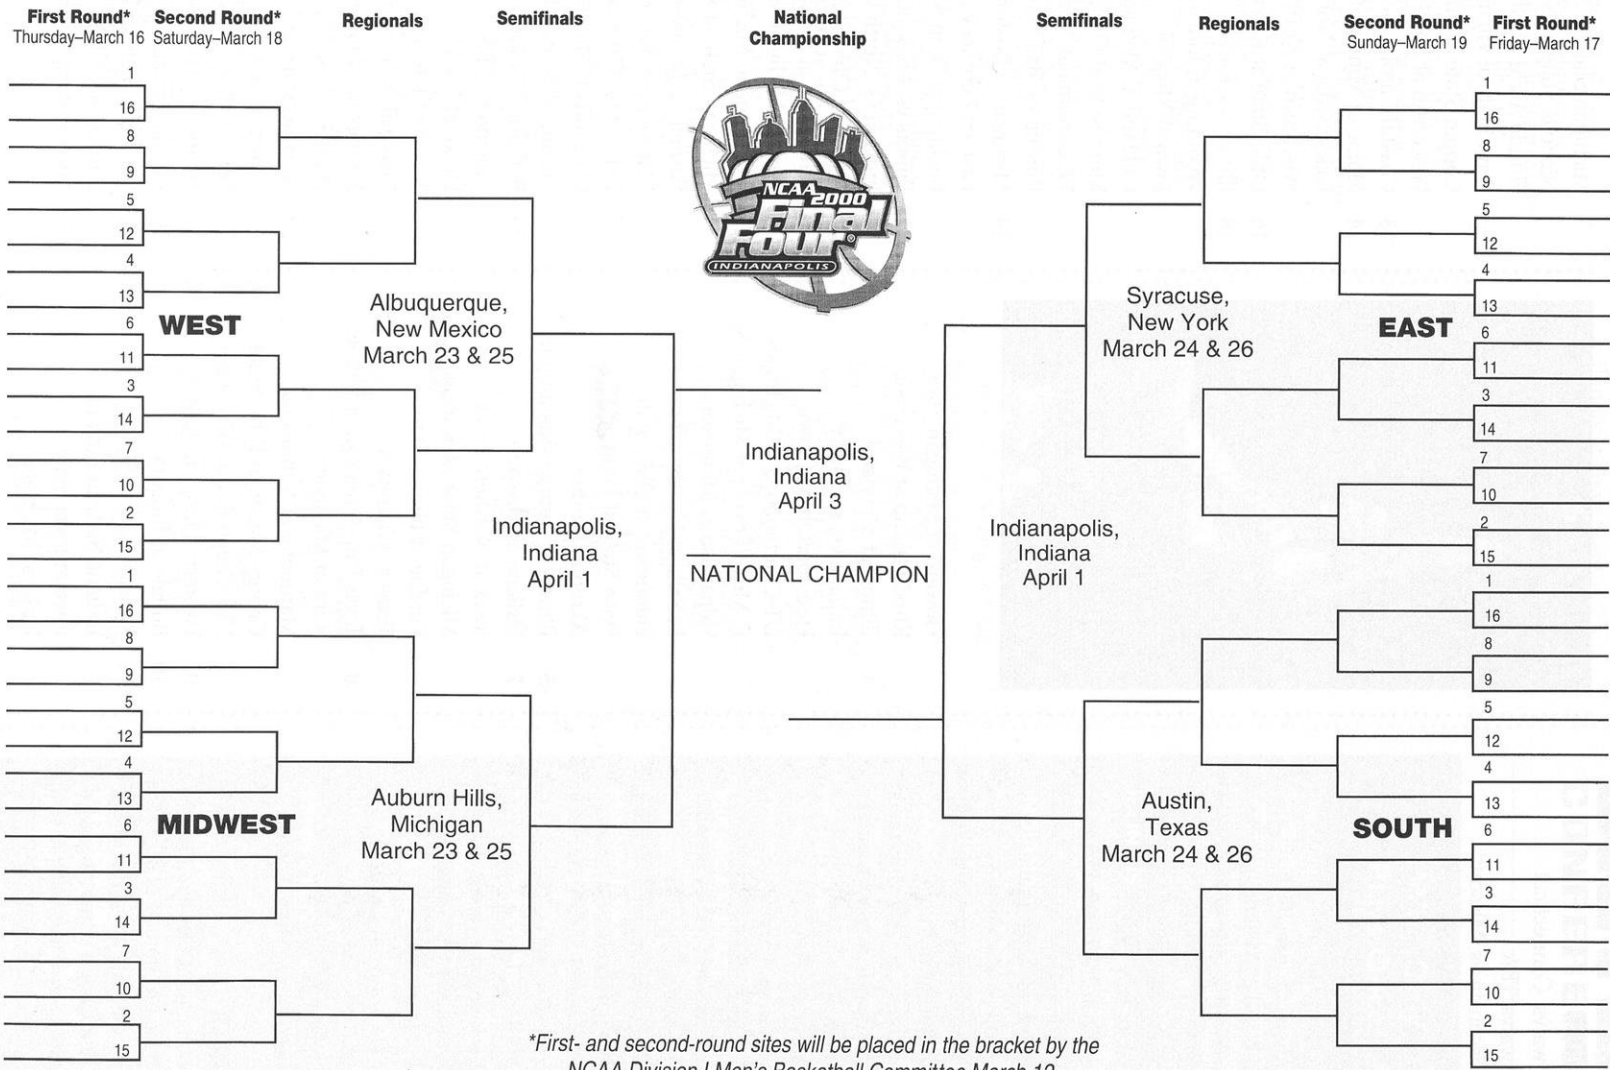 First Round*
Thursday–March 16
Second Round*
Saturday–March 18
Regionals
Semifinals
National
Championship
Semifinals
Regionals
Second Round*
Sunday–March 19
First Round*
Friday–March 17
1
16
8
9
5
12
4
13
6
11
3
14
7
10
2
15
WEST
Albuquerque,
New Mexico
March 23 & 25
1
16
8
9
5
12
4
13
6
11
3
14
7
10
2
15
MIDWEST
Auburn Hills,
Michigan
March 23 & 25
Indianapolis,
Indiana
April 1
NCAA
2000
Final
Four®
INDIANAPOLIS
Indianapolis,
Indiana
April 3
NATIONAL CHAMPION
Indianapolis,
Indiana
April 1
Syracuse,
New York
March 24 & 26
EAST
1
16
8
9
5
12
4
13
6
11
3
14
7
10
2
15
Austin,
Texas
March 24 & 26
SOUTH
1
16
8
9
5
12
4
13
6
11
3
14
7
10
2
15
*First- and second-round sites will be placed in the bracket by the
NCAA Division I Men's Basketball Committee March 12